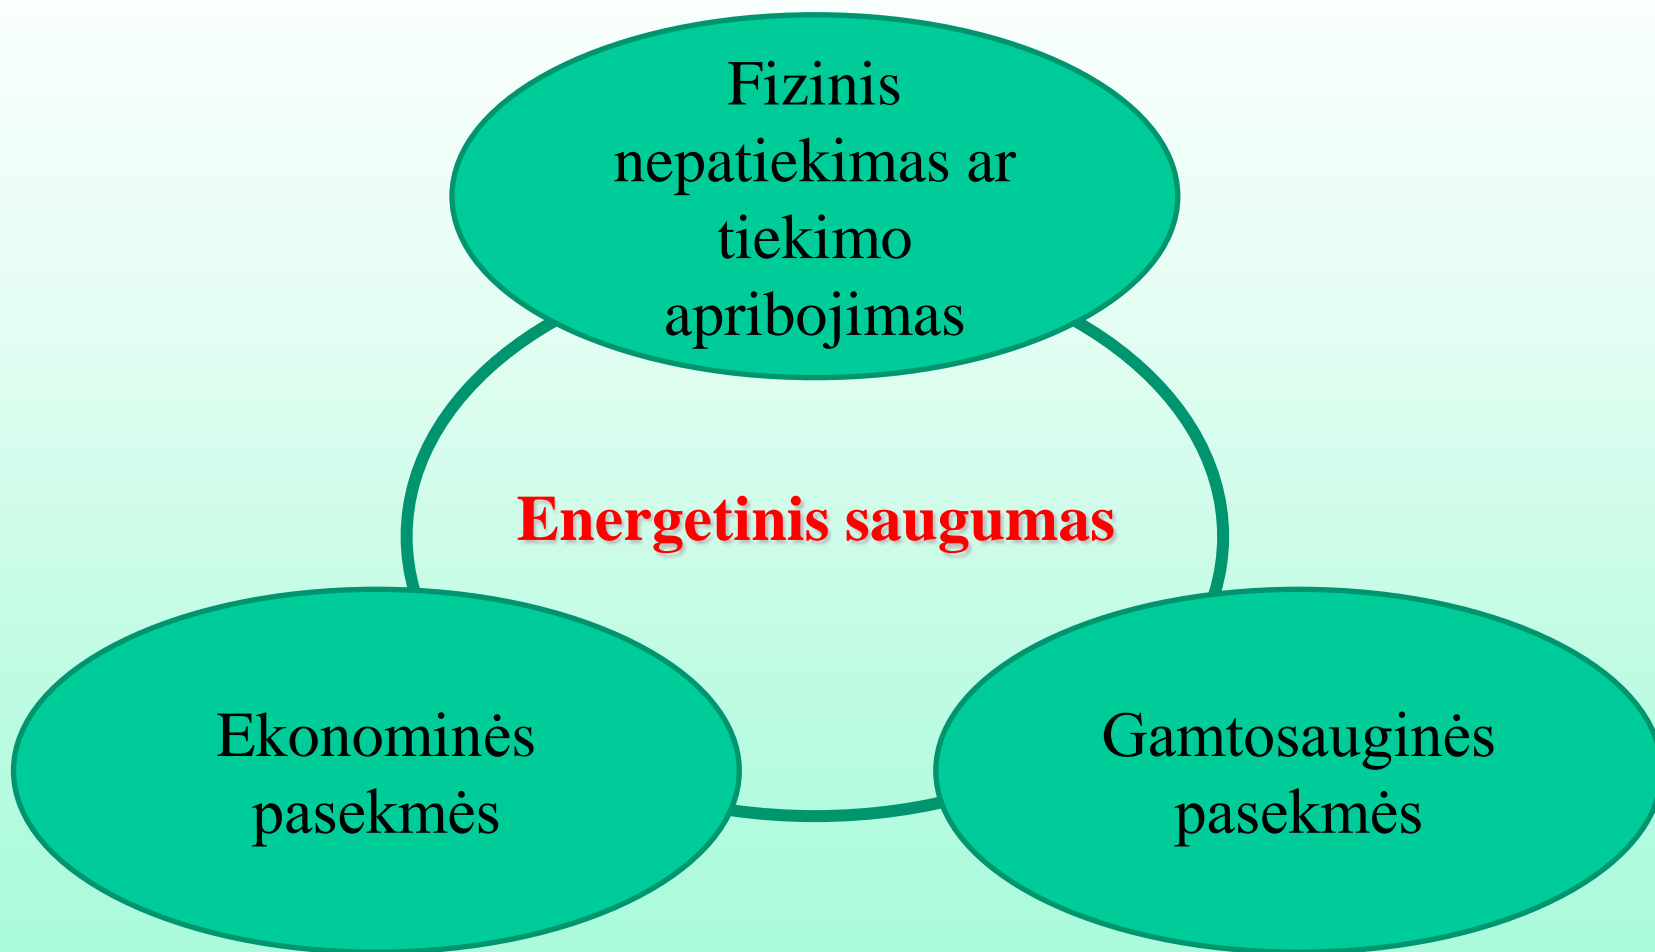 Fizinis
nepatiekimas ar
tiekimo
apribojimas
Energetinis saugumas
Ekonominės
pasekmės
Gamtosauginės
pasekmės